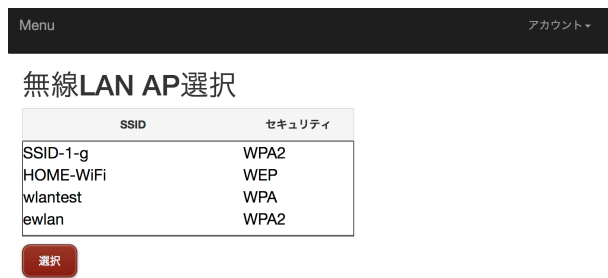 Menu アカウント
無線LAN AP選択
SSID セキュリティ
SSID-1-g WPA2
HOME-WiFi WEP
wlantest WPA
ewlan WPA2
選択